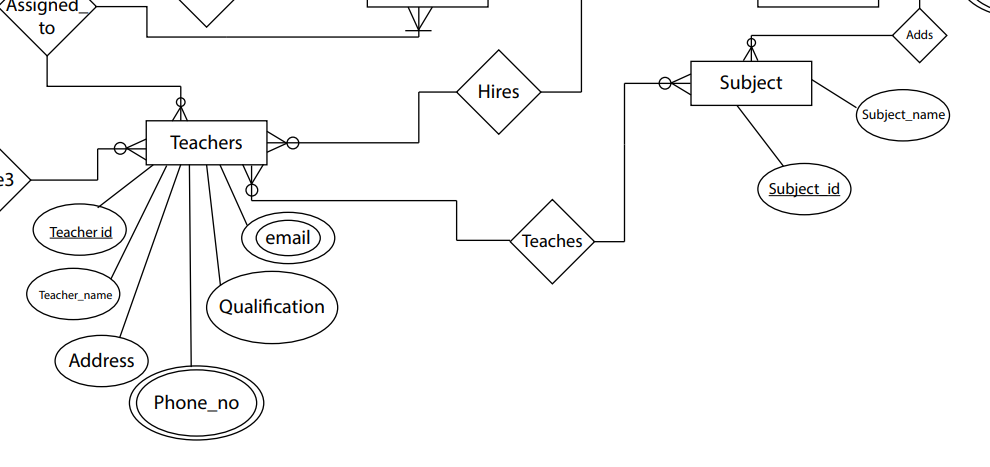 Assigned_
to
Adds
Hires
Subject
Subject_name
Teachers
e3
Subject_id
Teacher id
email
Teaches
Teacher_name
Qualification
Address
Phone_no